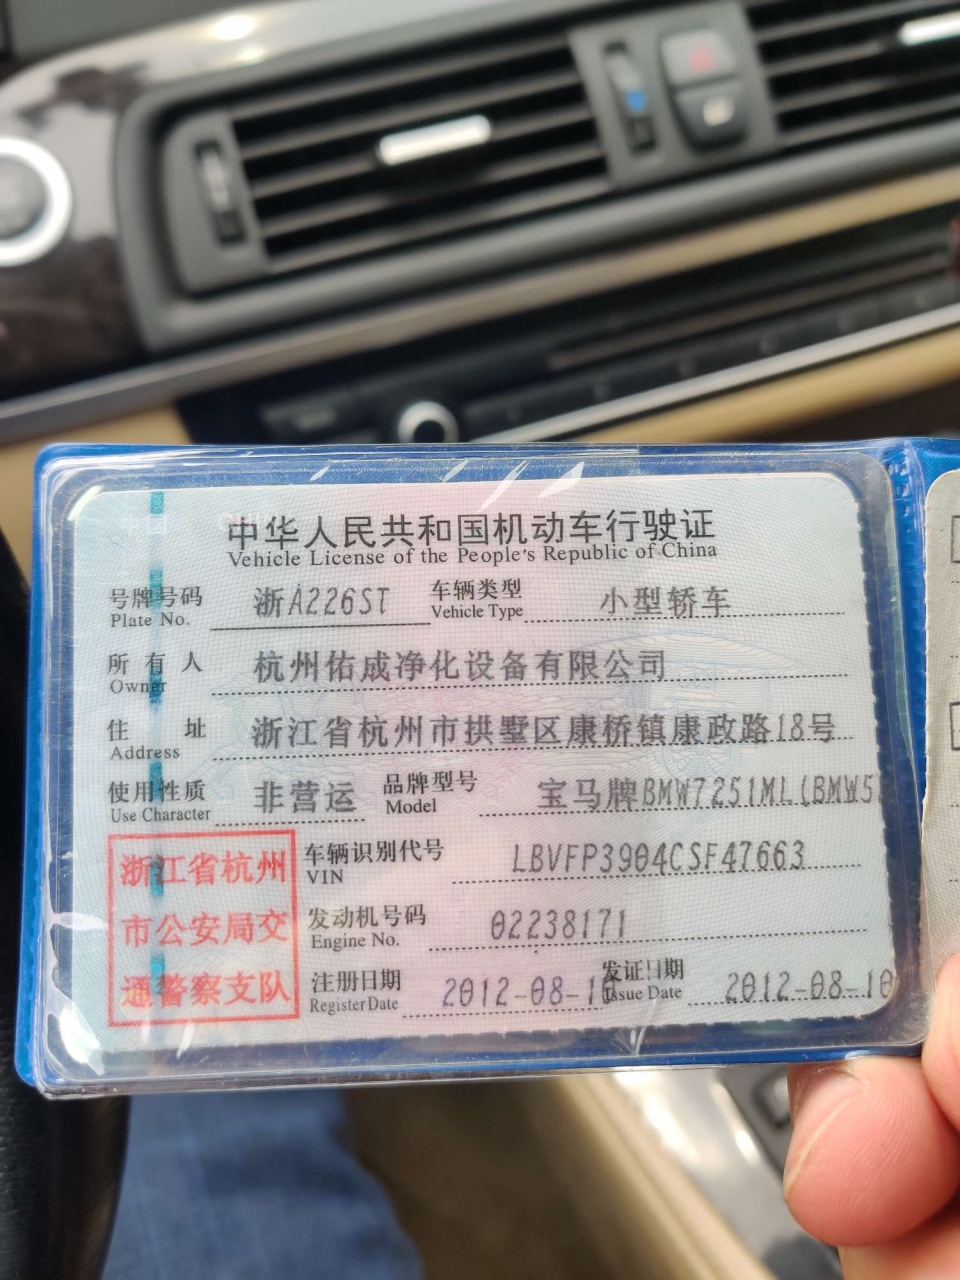 中华人民共和国机动车行驶证
Vehicle License of the People's Republic of China
号牌号码 浙A226ST 车辆类型 小型轿车
Plate No. Vehicle Type
所有人 杭州佑成净化设备有限公司
Owner
住址 浙江省杭州市拱墅区康桥镇康政路18号
Address
使用性质 非营运 品牌型号 宝马牌BMW7251ML(BMW5
Use Character Model
浙江省杭州
市公安局交
通警察支队
车辆识别代号 LBVFP3904CSF47663
VIN
发动机号码 02238171
Engine No.
注册日期 2012-08-10 发证日期 2012-08-10
Register Date Issue Date